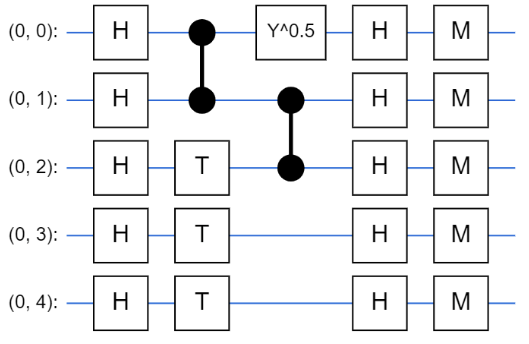 (0, 0): H Y^0.5 H M
(0, 1): H H M
(0, 2): H T H M
(0, 3): H T H M
(0, 4): H T H M